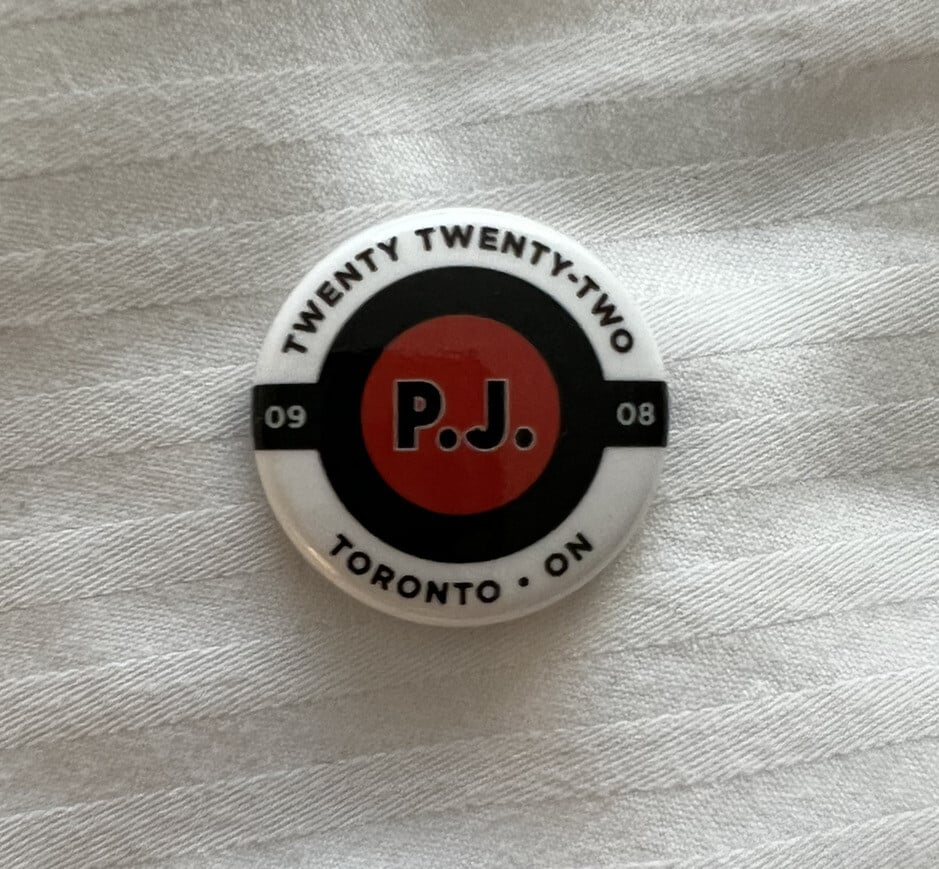 TWENTY TWENTY-TWO
09
P.J.
08
TORONTO • ON